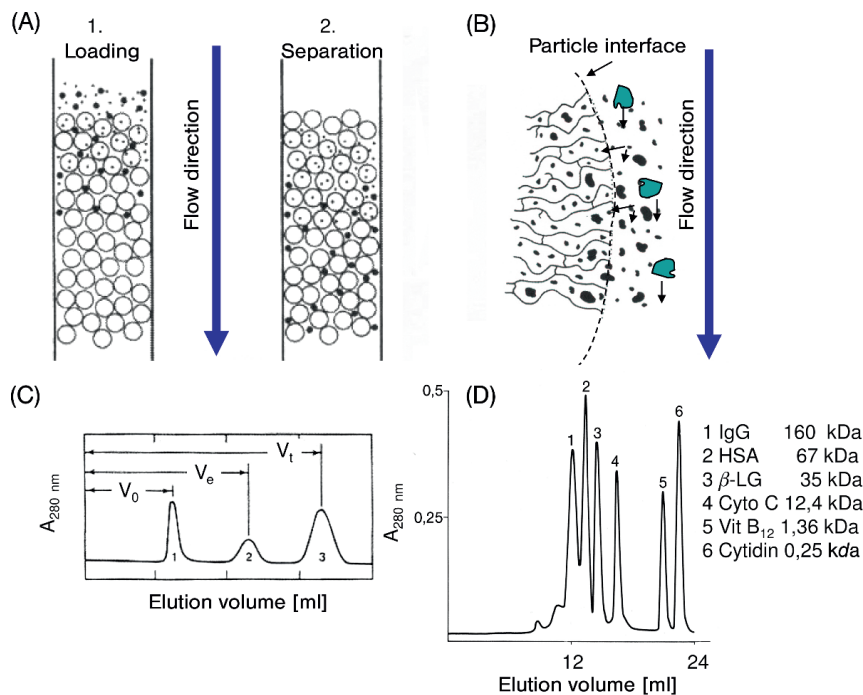 (A)
1.
Loading
2.
Separation
Flow direction
(B)
Particle interface
Flow direction
(C)
V0
Ve
Vt
1
2
3
A280 nm
Elution volume [ml]
(D)
0,5
0,25
0
A280 nm
1
2
3
4
5
6
12
24
Elution volume [ml]
1 IgG 160 kDa
2 HSA 67 kDa
3 β-LG 35 kDa
4 Cyto C 12,4 kDa
5 Vit B12 1,36 kDa
6 Cytidin 0,25 kda